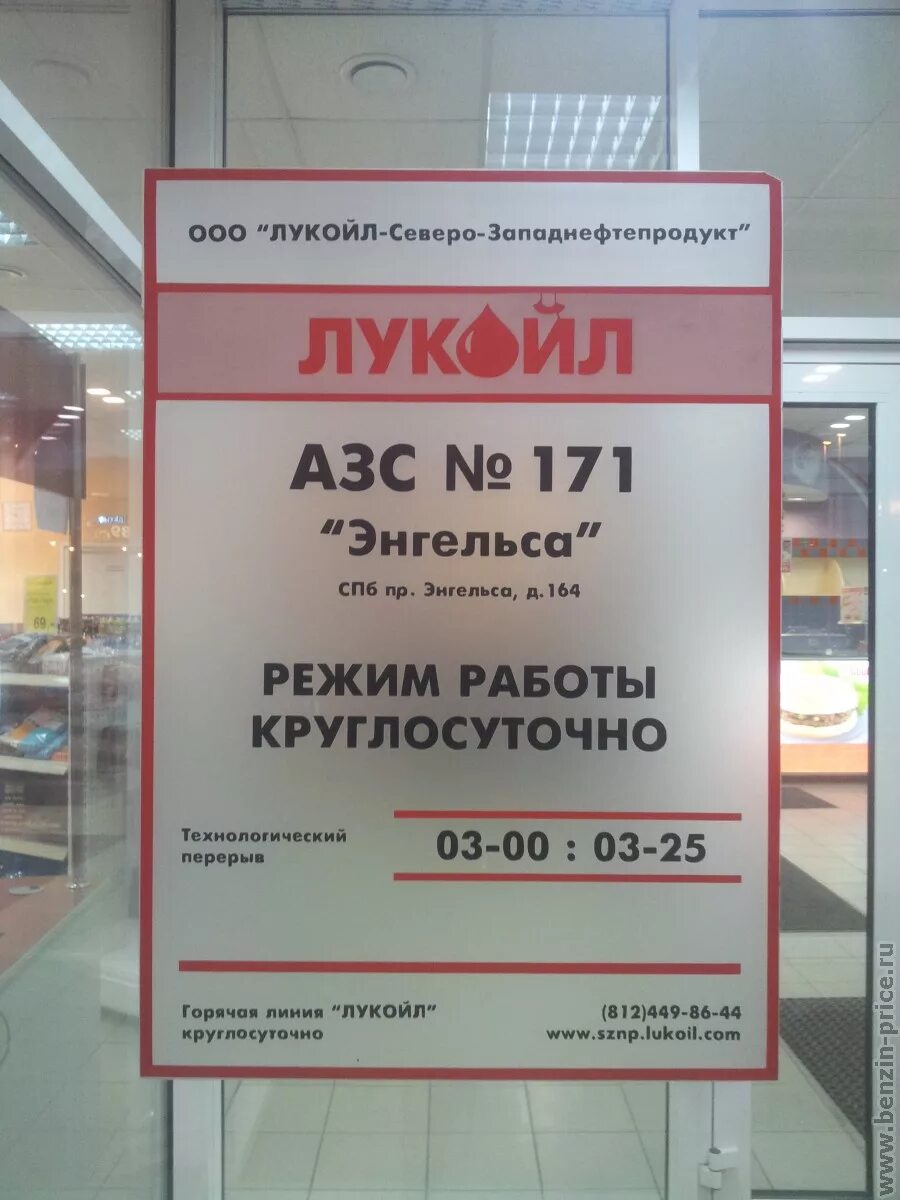 ООО "ЛУКОЙЛ-Северо-Западнефтепродукт"
ЛУКОЙЛ
АЗС № 171
"Энгельса"
СПб пр. Энгельса, д.164
РЕЖИМ РАБОТЫ
КРУГЛОСУТОЧНО
Технологический
перерыв
03-00 : 03-25
Горячая линия "ЛУКОЙЛ"
круглосуточно
(812)449-86-44
www.sznp.lukoil.com
69
www.benzin-price.ru